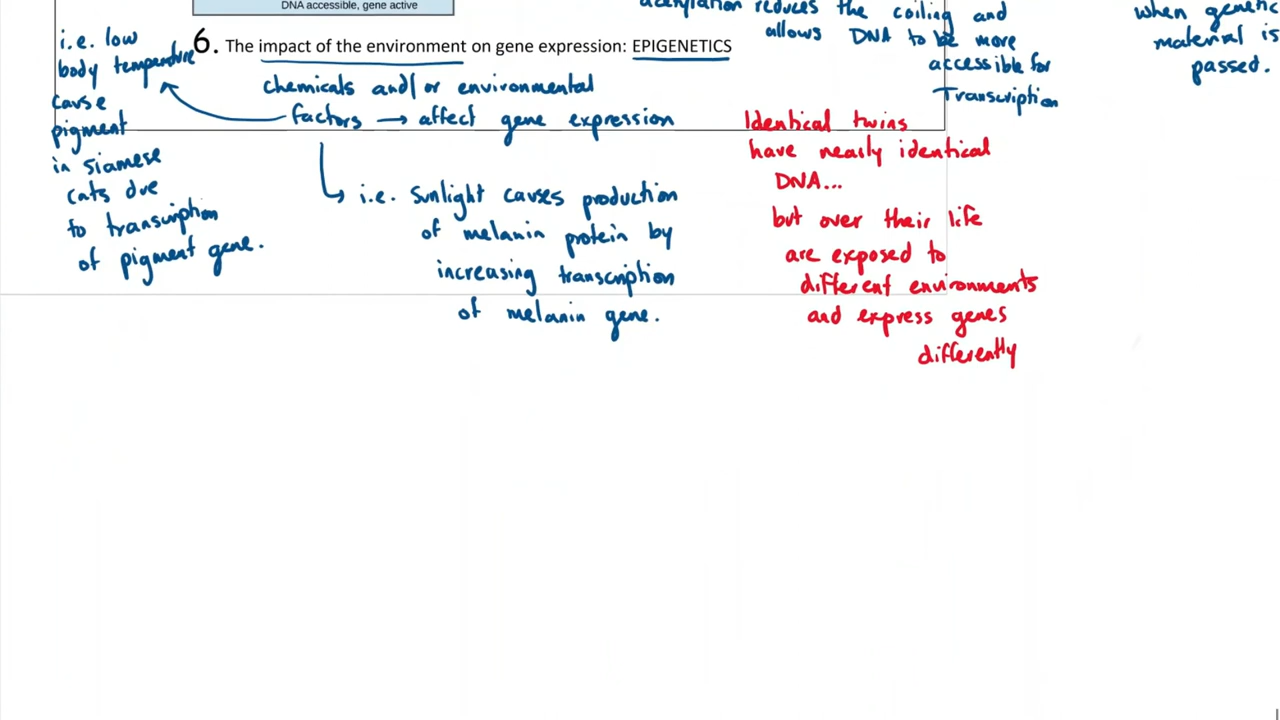 DNA accessible, gene active
acetylation reduces the coiling and
allows DNA to be more
accessible for
Transcription
when genetic
material is
passed.
6. The impact of the environment on gene expression: EPIGENETICS
chemicals and/or environmental
factors → affect gene expression
i.e. low
body temperature
cause
pigment
in siamese
cats due
to transcription
of pigment gene.
i.e. Sunlight causes production
of melanin protein by
increasing transcription
of melanin gene.
Identical twins
have nearly identical
DNA...
but over their life
are exposed to
different environments
and express genes
differently